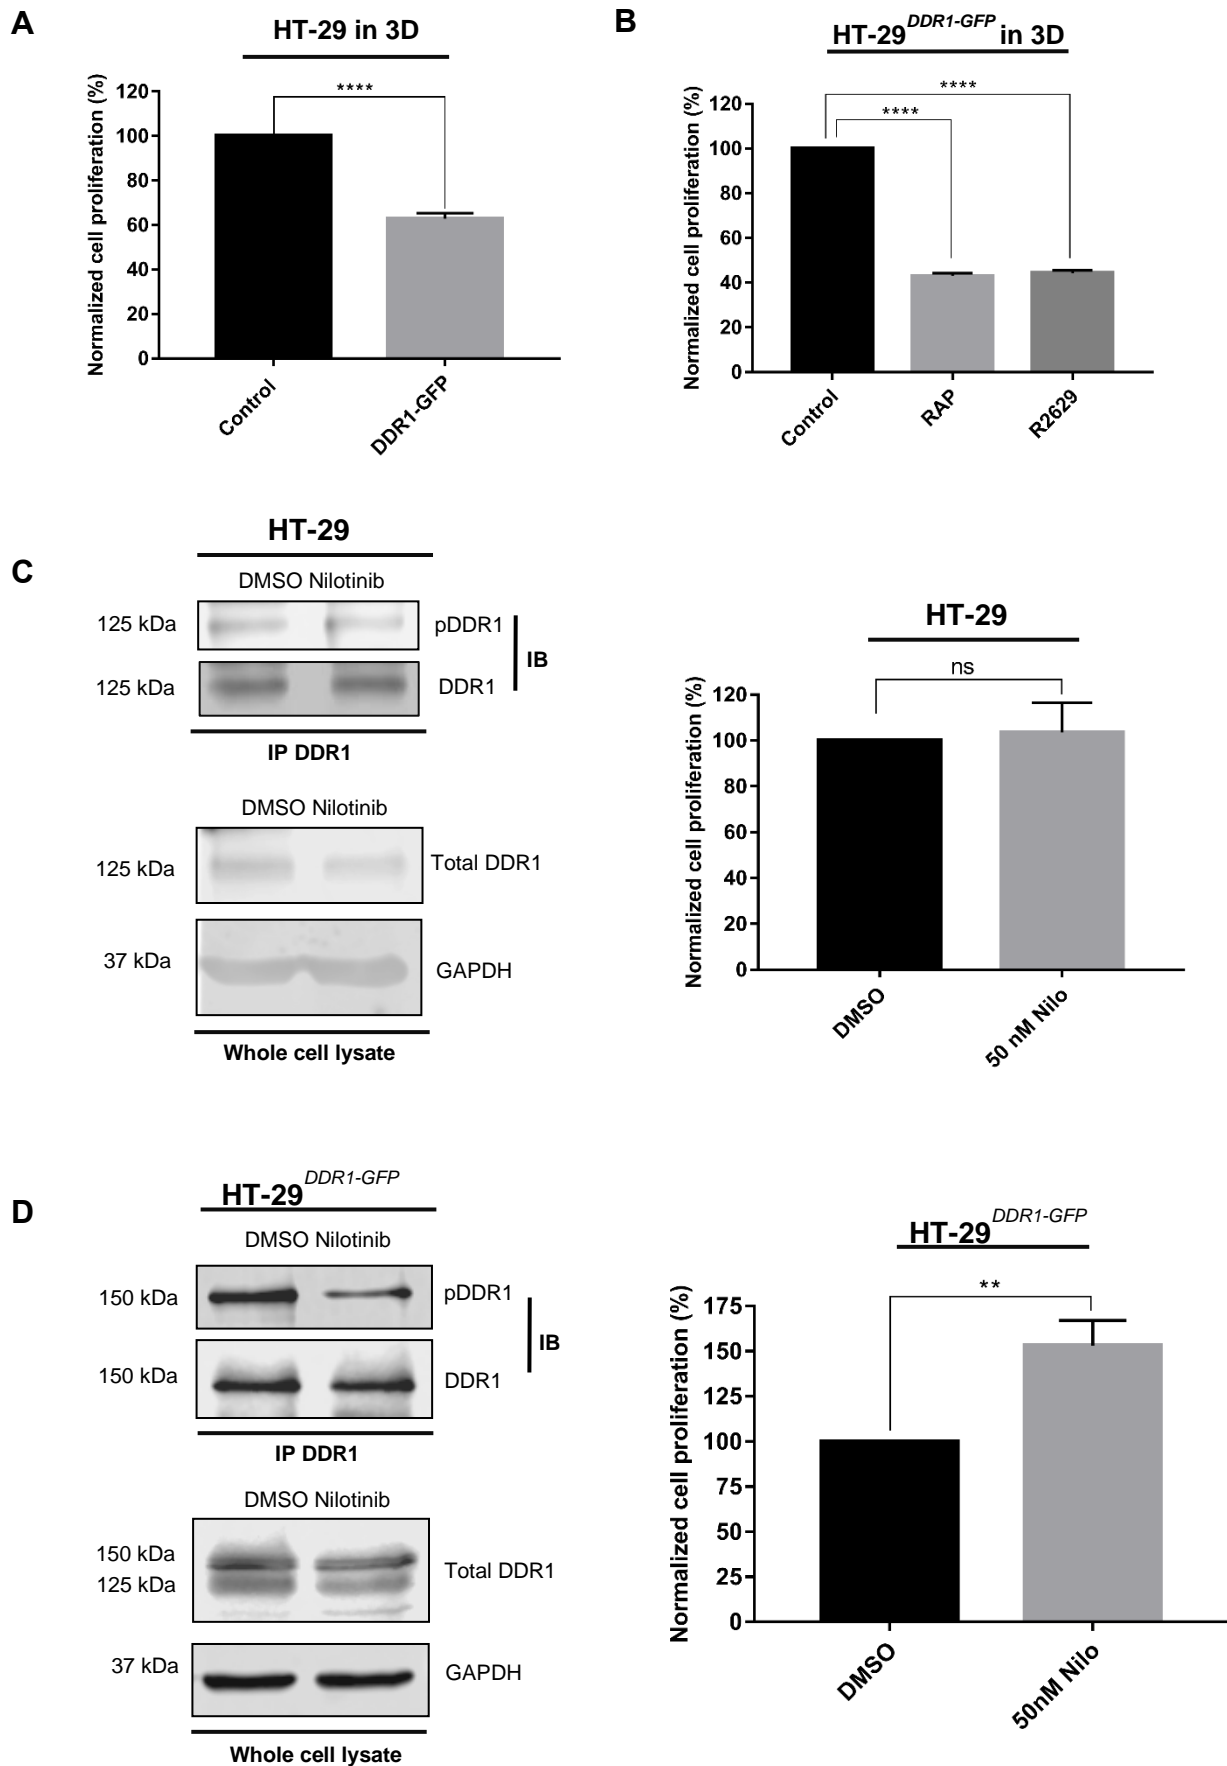 A
HT-29 in 3D
Normalized cell proliferation (%)
120
100
80
60
40
20
0
****
Control
DDR1-GFP
B
HT-29 DDR1-GFP in 3D
Normalized cell proliferation (%)
120
100
80
60
40
20
0
****
****
Control
RAP
R2629
C
HT-29
DMSO Nilotinib
125 kDa
pDDR1
125 kDa
DDR1
IB
IP DDR1
DMSO Nilotinib
125 kDa
Total DDR1
37 kDa
GAPDH
Whole cell lysate
HT-29
ns
Normalized cell proliferation (%)
120
100
80
60
40
20
0
DMSO
50 nM Nilo
D
HT-29 DDR1-GFP
DMSO Nilotinib
150 kDa
pDDR1
150 kDa
DDR1
IB
IP DDR1
DMSO Nilotinib
150 kDa
125 kDa
Total DDR1
37 kDa
GAPDH
Whole cell lysate
HT-29 DDR1-GFP
**
Normalized cell proliferation (%)
175
150
125
100
75
50
25
0
DMSO
50nM Nilo